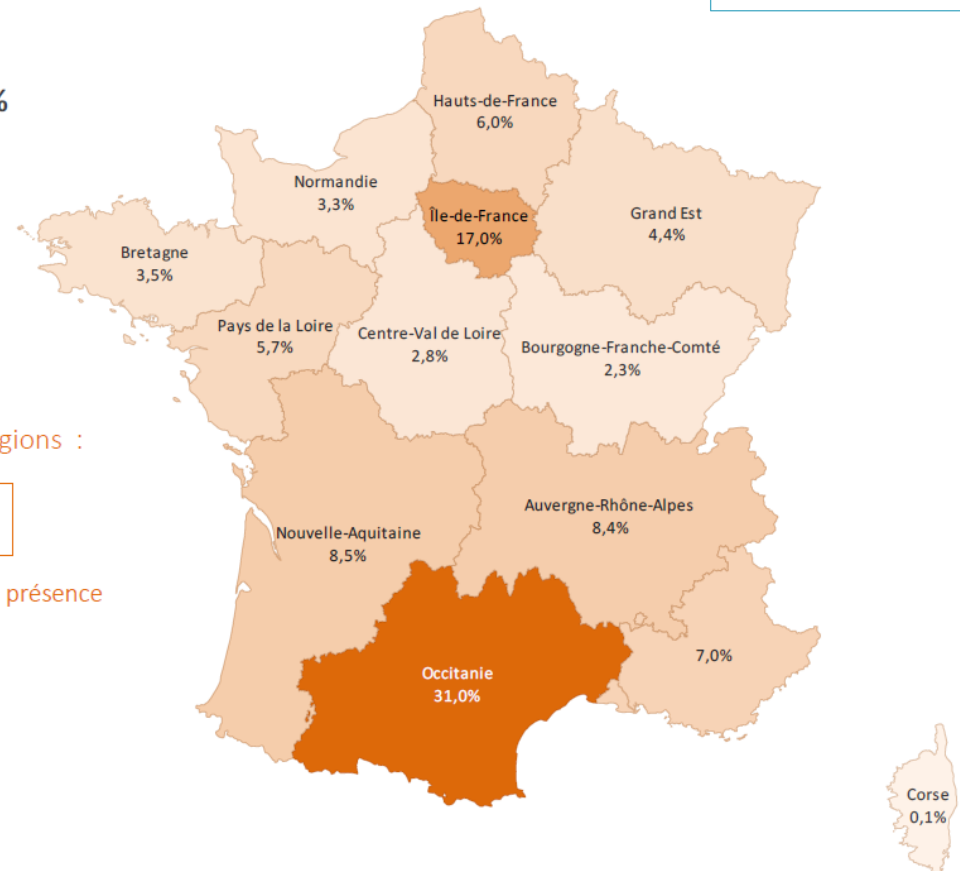 %
Hauts-de-France
6,0%
Normandie
3,3%
Île-de-France
17,0%
Grand Est
4,4%
Bretagne
3,5%
Pays de la Loire
5,7%
Centre-Val de Loire
2,8%
Bourgogne-Franche-Comté
2,3%
gions :
Auvergne-Rhône-Alpes
8,4%
Nouvelle-Aquitaine
8,5%
présence
7,0%
Occitanie
31,0%
Corse
0,1%